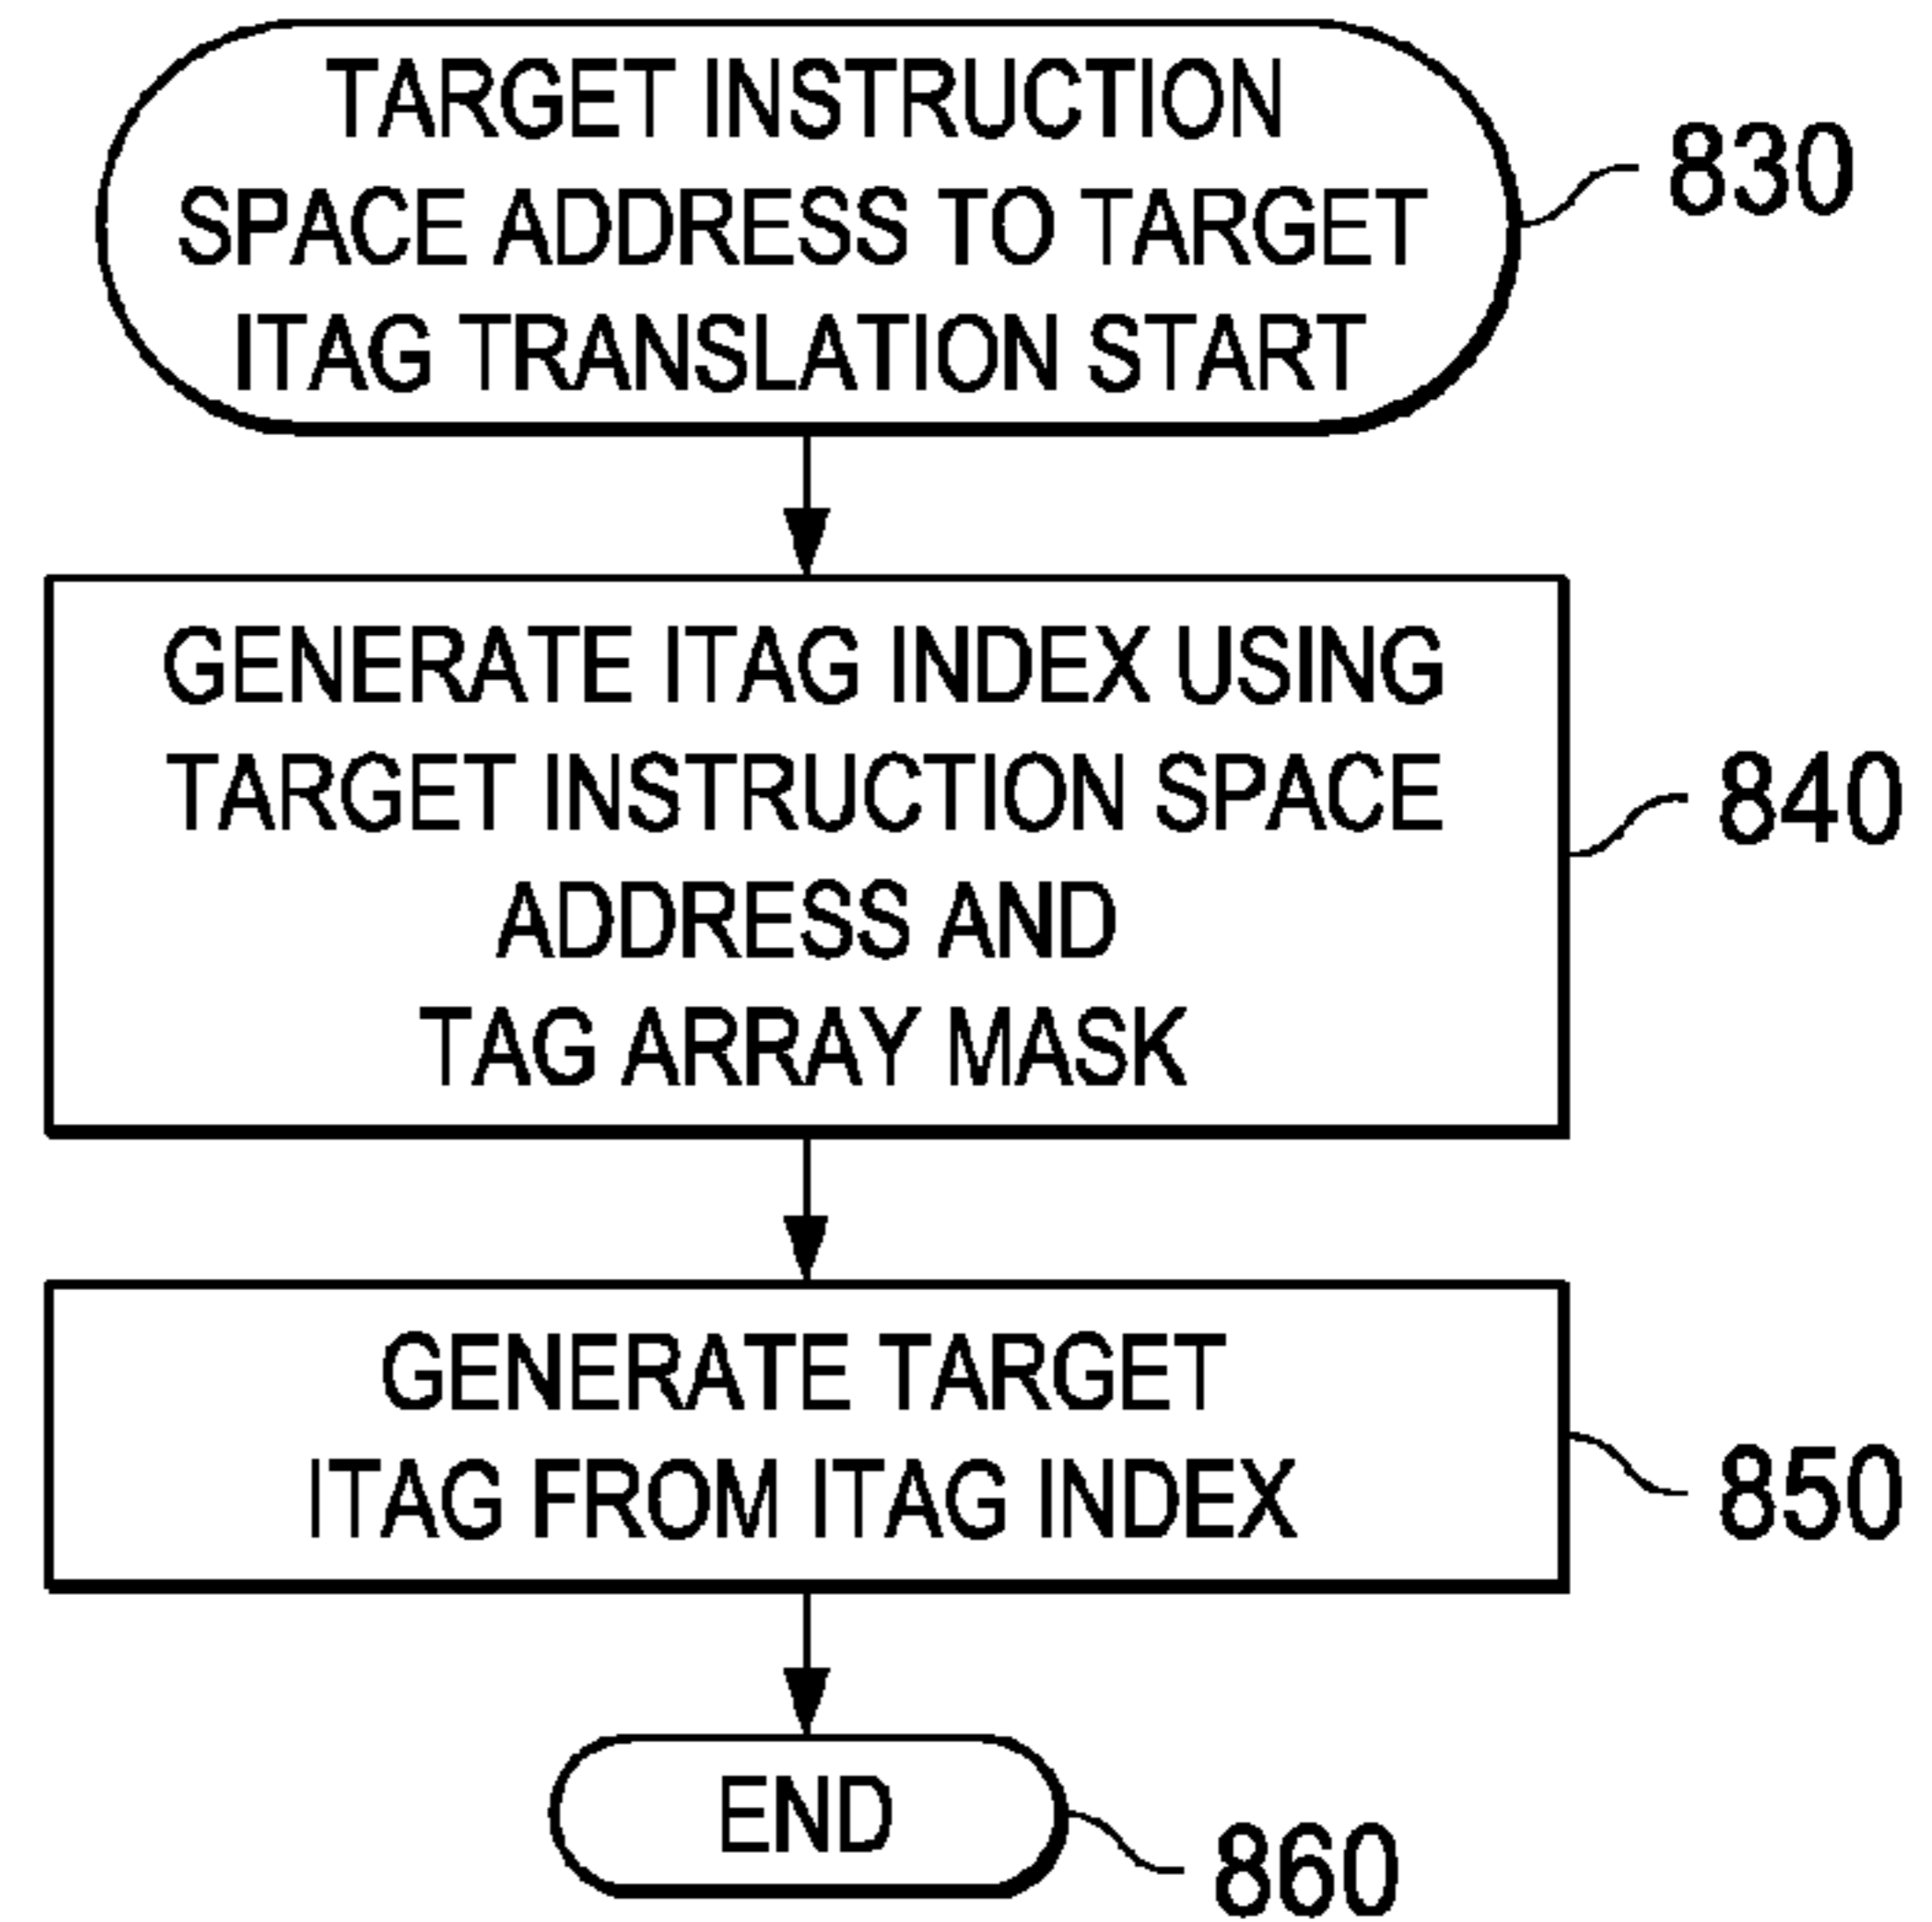 TARGET INSTRUCTION
SPACE ADDRESS TO TARGET
ITAG TRANSLATION START
830
GENERATE ITAG INDEX USING
TARGET INSTRUCTION SPACE
ADDRESS AND
TAG ARRAY MASK
840
GENERATE TARGET
ITAG FROM ITAG INDEX
850
END
860